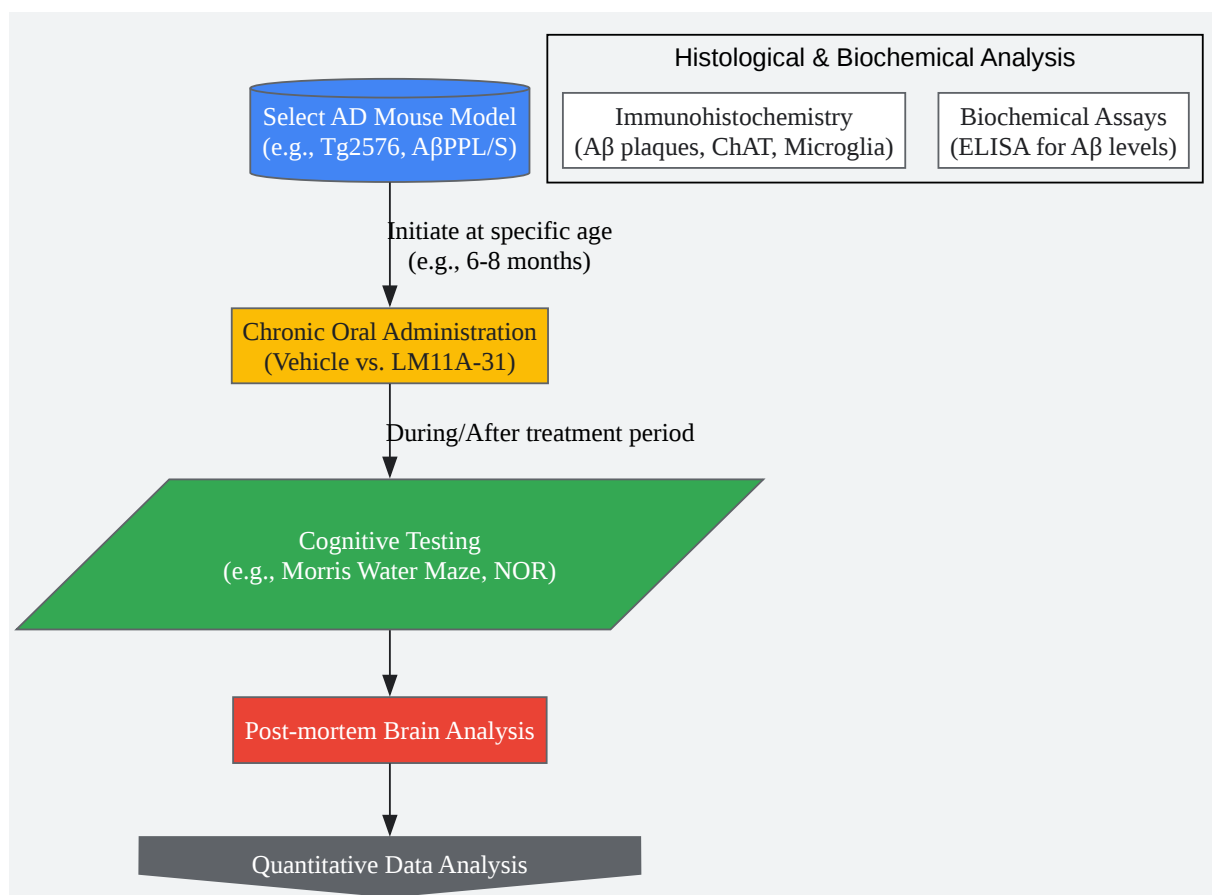 Histological & Biochemical Analysis
Select AD Mouse Model
(e.g., Tg2576, AβPPL/S)
Immunohistochemistry
(Aβ plaques, ChAT, Microglia)
Biochemical Assays
(ELISA for Aβ levels)
Initiate at specific age
(e.g., 6-8 months)
Chronic Oral Administration
(Vehicle vs. LM11A-31)
During/After treatment period
Cognitive Testing
(e.g., Morris Water Maze, NOR)
Post-mortem Brain Analysis
Quantitative Data Analysis